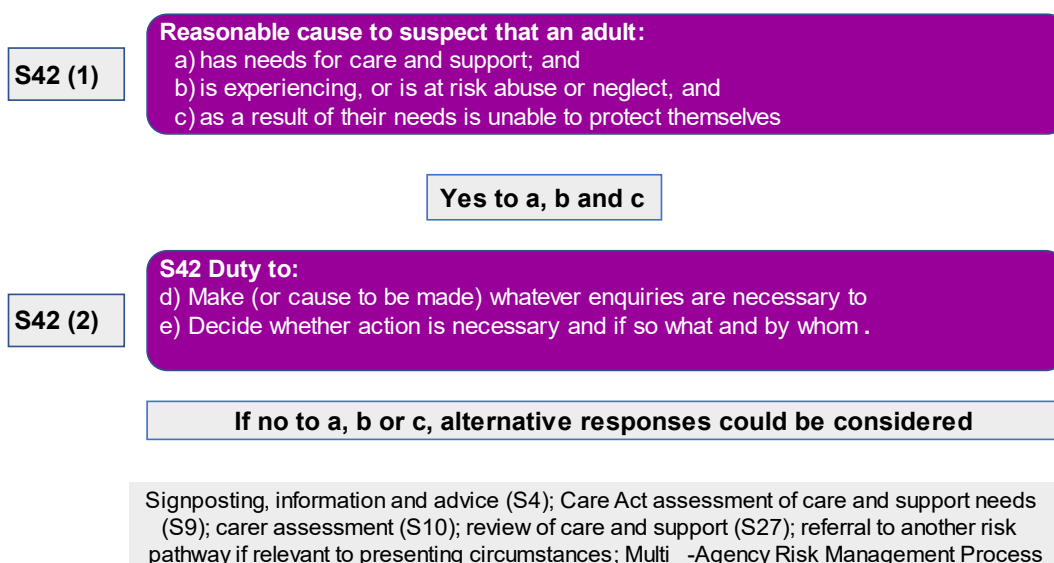 S42 (1)
Reasonable cause to suspect that an adult:
a) has needs for care and support; and
b) is experiencing, or is at risk abuse or neglect, and
c) as a result of their needs is unable to protect themselves
Yes to a, b and c
S42 (2)
S42 Duty to:
d) Make (or cause to be made) whatever enquiries are necessary to
e) Decide whether action is necessary and if so what and by whom.
If no to a, b or c, alternative responses could be considered
Signposting, information and advice (S4); Care Act assessment of care and support needs
(S9); carer assessment (S10); review of care and support (S27); referral to another risk
pathway if relevant to presenting circumstances; Multi -Agency Risk Management Process